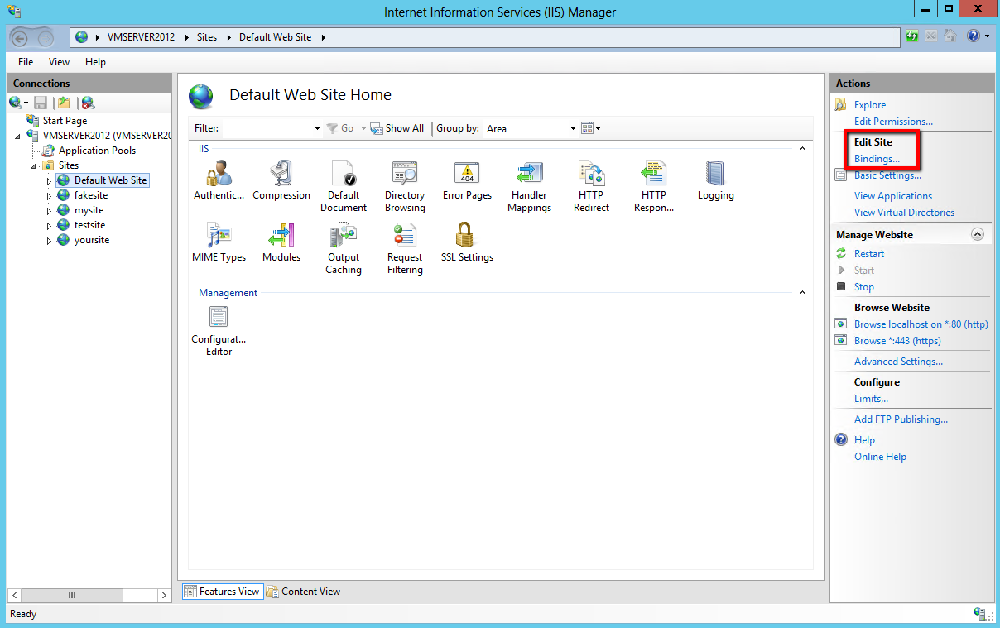 Internet Information Services (IIS) Manager
VMSERVER2012 Sites Default Web Site
File View Help
Connections
Start Page
VMSERVER2012 (VMSERVER20
Application Pools
Sites
Default Web Site
fakesite
mysite
testsite
yoursite
Default Web Site Home
Filter: Go Show All Group by: Area
IIS
Authentic... Compression Default Document Directory Browsing Error Pages Handler Mappings HTTP Redirect HTTP Respon... Logging
404
MIME Types Modules Output Caching Request Filtering SSL Settings
Management
Configurat...
Editor
Features View Content View
Actions
Explore
Edit Permissions...
Edit Site
Bindings...
Basic Settings...
View Applications
View Virtual Directories
Manage Website
Restart
Start
Stop
Browse Website
Browse localhost on *:80 (http)
Browse *:443 (https)
Advanced Settings...
Configure
Limits...
Add FTP Publishing...
Help
Online Help
Ready